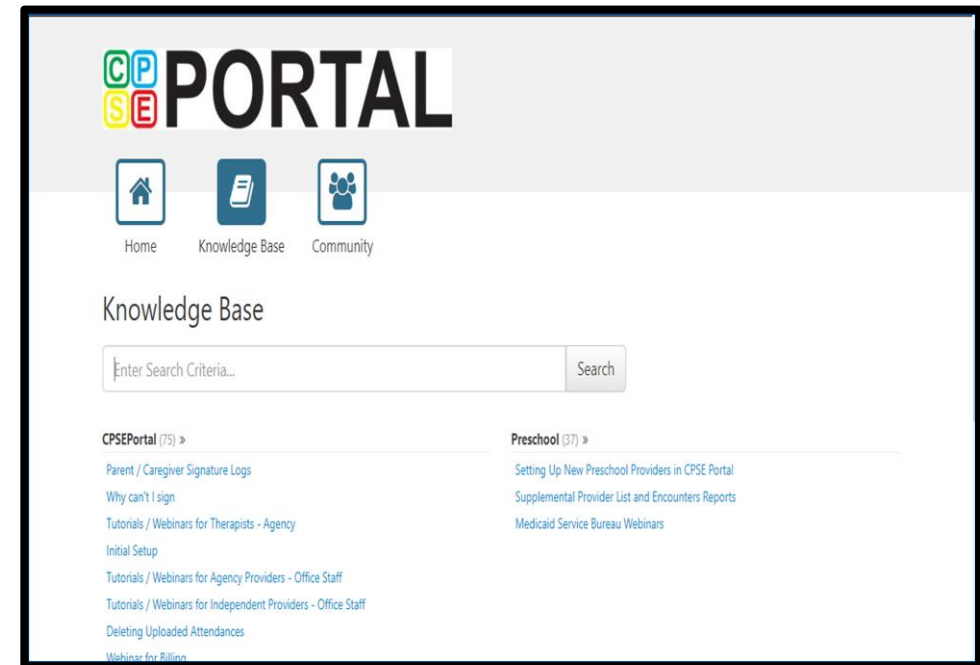 CP
SE PORTAL
Home Knowledge Base Community
Knowledge Base
Enter Search Criteria... Search
CPSEPortal (75) »
Parent / Caregiver Signature Logs
Why can't I sign
Tutorials / Webinars for Therapists - Agency
Initial Setup
Tutorials / Webinars for Agency Providers - Office Staff
Tutorials / Webinars for Independent Providers - Office Staff
Deleting Uploaded Attendances
Webinar for Billing
Preschool (37) »
Setting Up New Preschool Providers in CPSE Portal
Supplemental Provider List and Encounters Reports
Medicaid Service Bureau Webinars